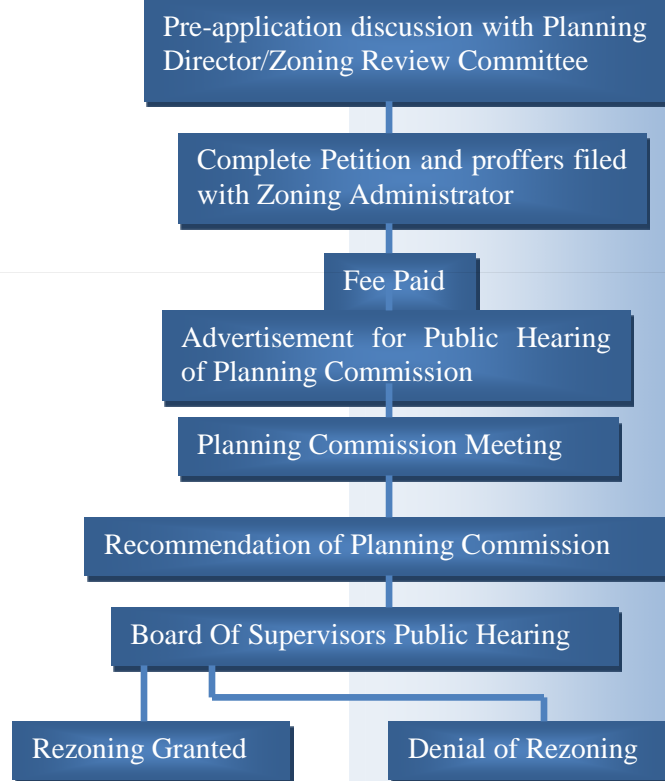 Pre-application discussion with Planning
Director/Zoning Review Committee
Complete Petition and proffers filed
with Zoning Administrator
Fee Paid
Advertisement for Public Hearing
of Planning Commission
Planning Commission Meeting
Recommendation of Planning Commission
Board Of Supervisors Public Hearing
Rezoning Granted
Denial of Rezoning